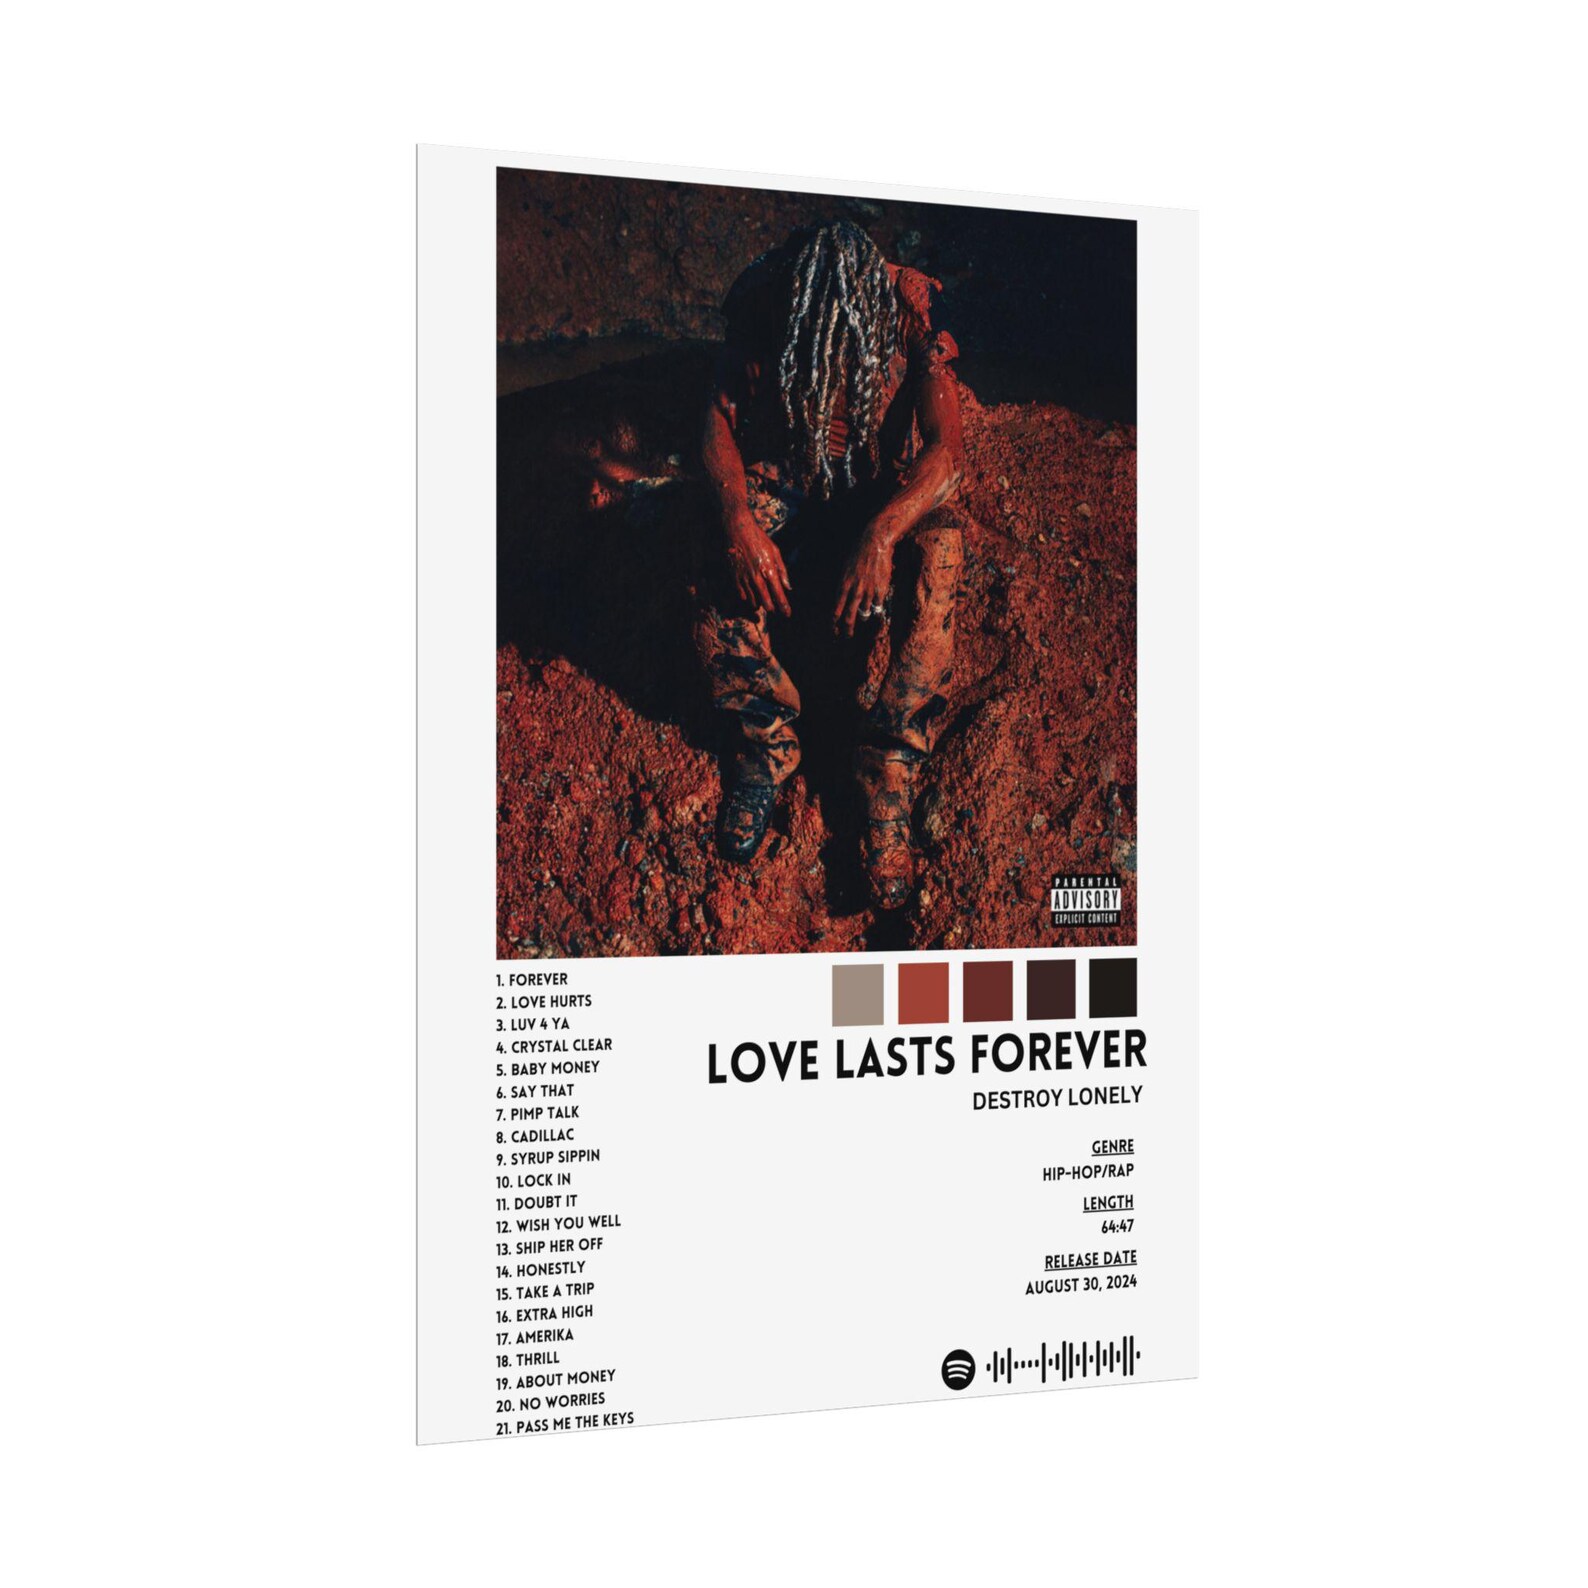 PARENTAL
ADVISORY
EXPLICIT CONTENT
1. FOREVER
2. LOVE HURTS
3. LUV 4 YA
4. CRYSTAL CLEAR
5. BABY MONEY
6. SAY THAT
7. PIMP TALK
8. CADILLAC
9. SYRUP SIPPIN
10. LOCK IN
11. DOUBT IT
12. WISH YOU WELL
13. SHIP HER OFF
14. HONESTLY
15. TAKE A TRIP
16. EXTRA HIGH
17. AMERIKA
18. THRILL
19. ABOUT MONEY
20. NO WORRIES
21. PASS ME THE KEYS
LOVE LASTS FOREVER
DESTROY LONELY
GENRE
HIP-HOP/RAP
LENGTH
64:47
RELEASE DATE
AUGUST 30, 2024